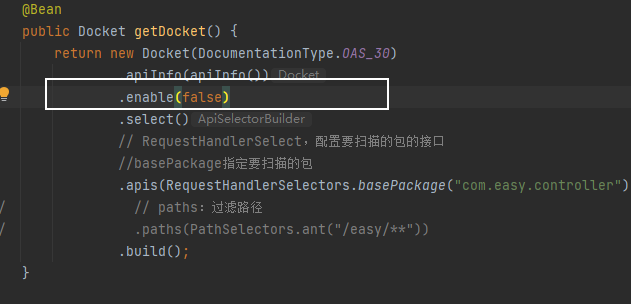 @Bean
public Docket getDocket() {
return new Docket(DocumentationType.OAS_30)
.apiInfo(apiInfo()) Docket
.enable(false)
.select() ApiSelectorBuilder
// RequestHandlerSelect，配置要扫描的包的接口
//basePackage指定要扫描的包
.apis(RequestHandlerSelectors.basePackage("com.easy.controller")
/ // paths：过滤路径
/ .paths(PathSelectors.ant("/easy/**"))
.build();
}